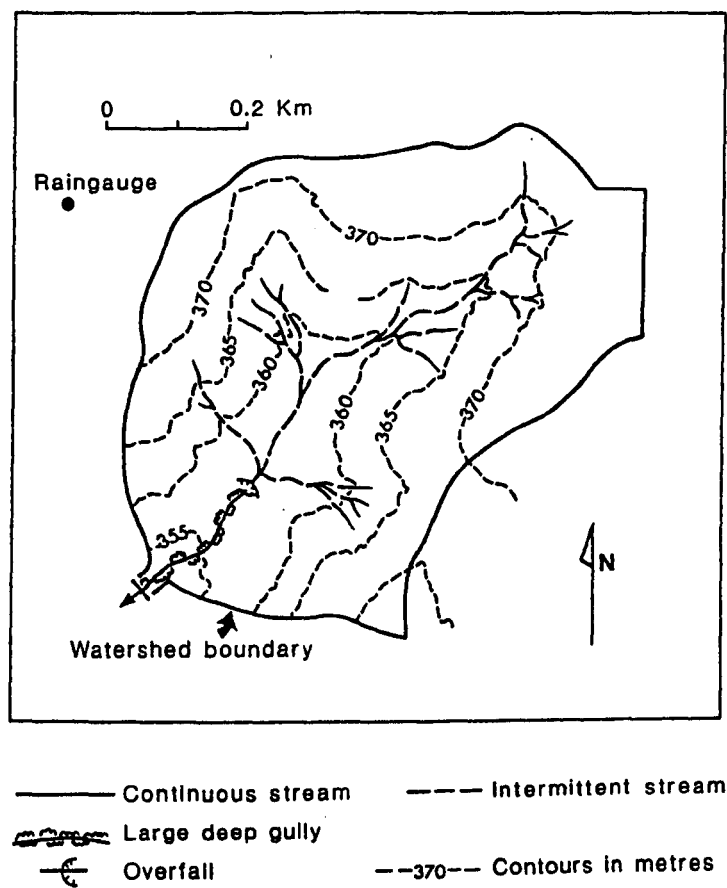 0 0.2 Km
Raingauge
370
370
365
360
360
365
370
355
N
Watershed boundary
Continuous stream
Intermittent stream
Large deep gully
Overfall
370 Contours in metres